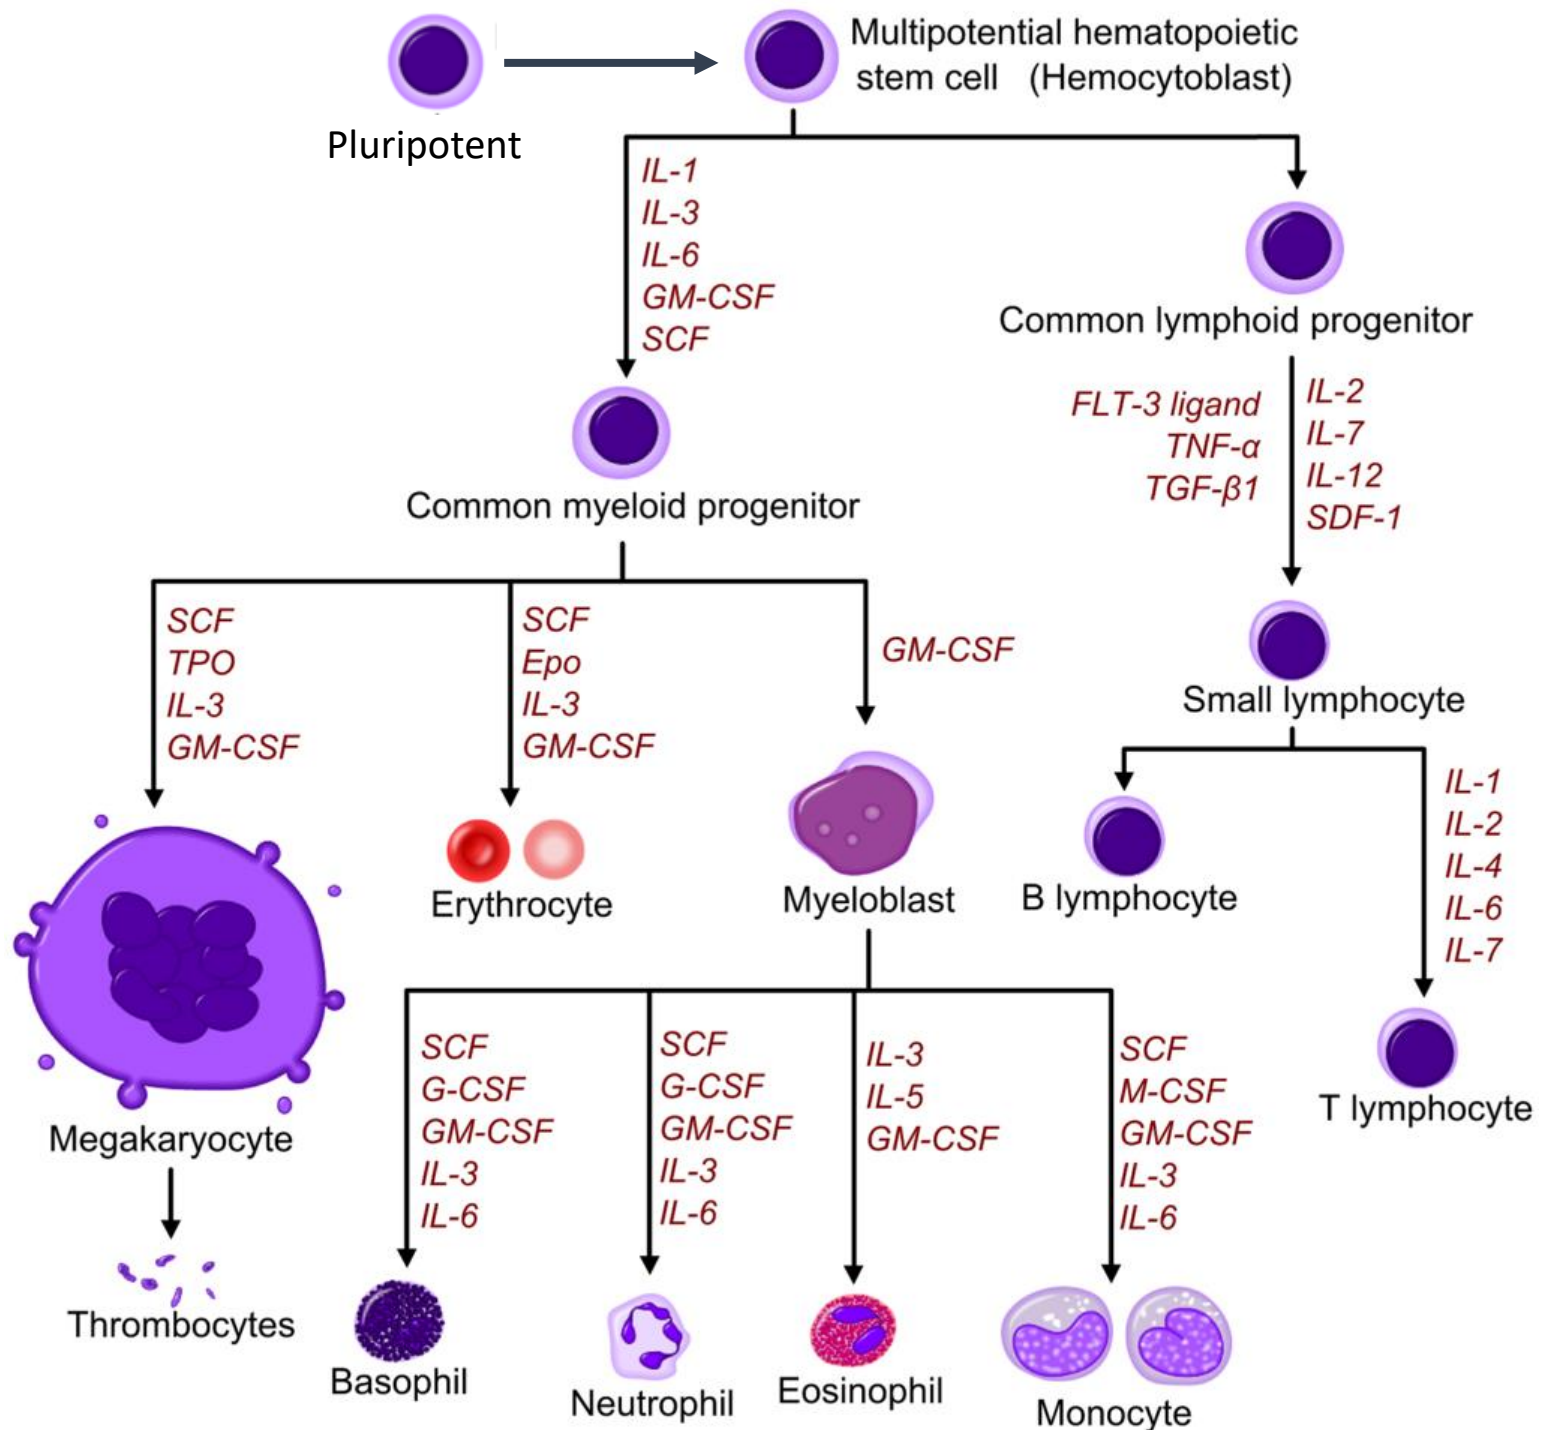 Multipotential hematopoietic
stem cell (Hemocytoblast)
Pluripotent
IL-1
IL-3
IL-6
GM-CSF
SCF
Common lymphoid progenitor
FLT-3 ligand
TNF-α
TGF-β1
IL-2
IL-7
IL-12
SDF-1
Common myeloid progenitor
SCF
TPO
IL-3
GM-CSF
SCF
Epo
IL-3
GM-CSF
GM-CSF
Small lymphocyte
IL-1
IL-2
IL-4
IL-6
IL-7
Erythrocyte
Myeloblast
B lymphocyte
T lymphocyte
Megakaryocyte
SCF
G-CSF
GM-CSF
IL-3
IL-6
SCF
G-CSF
GM-CSF
IL-3
IL-6
IL-3
IL-5
GM-CSF
SCF
M-CSF
GM-CSF
IL-3
IL-6
Thrombocytes
Basophil
Neutrophil
Eosinophil
Monocyte